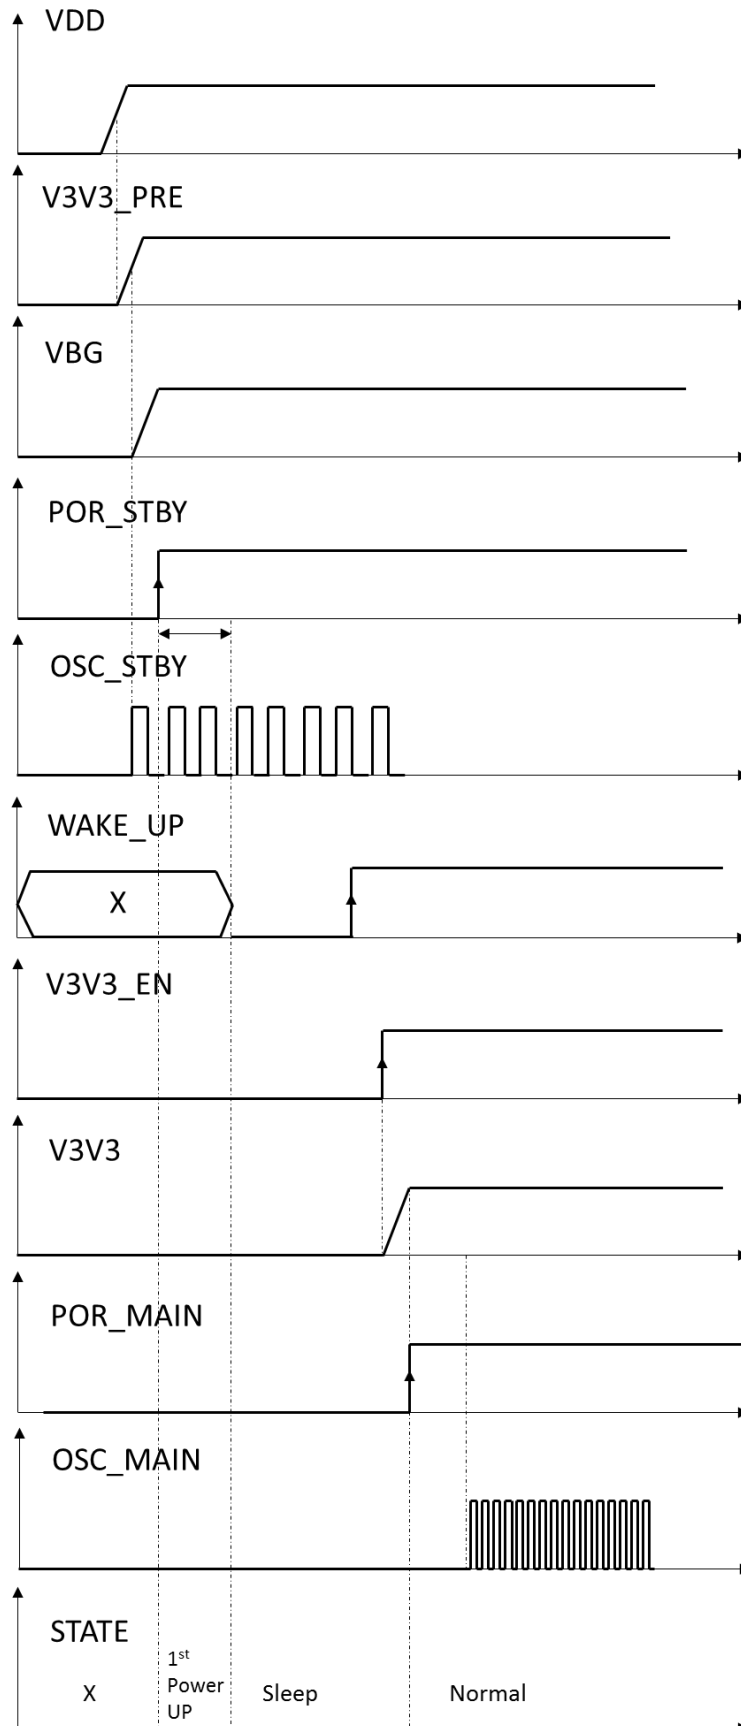 VDD
V3V3_PRE
VBG
POR_STBY
OSC_STBY
WAKE_UP
X
V3V3_EN
V3V3
POR_MAIN
OSC_MAIN
STATE
X
1st
Power
UP
Sleep
Normal